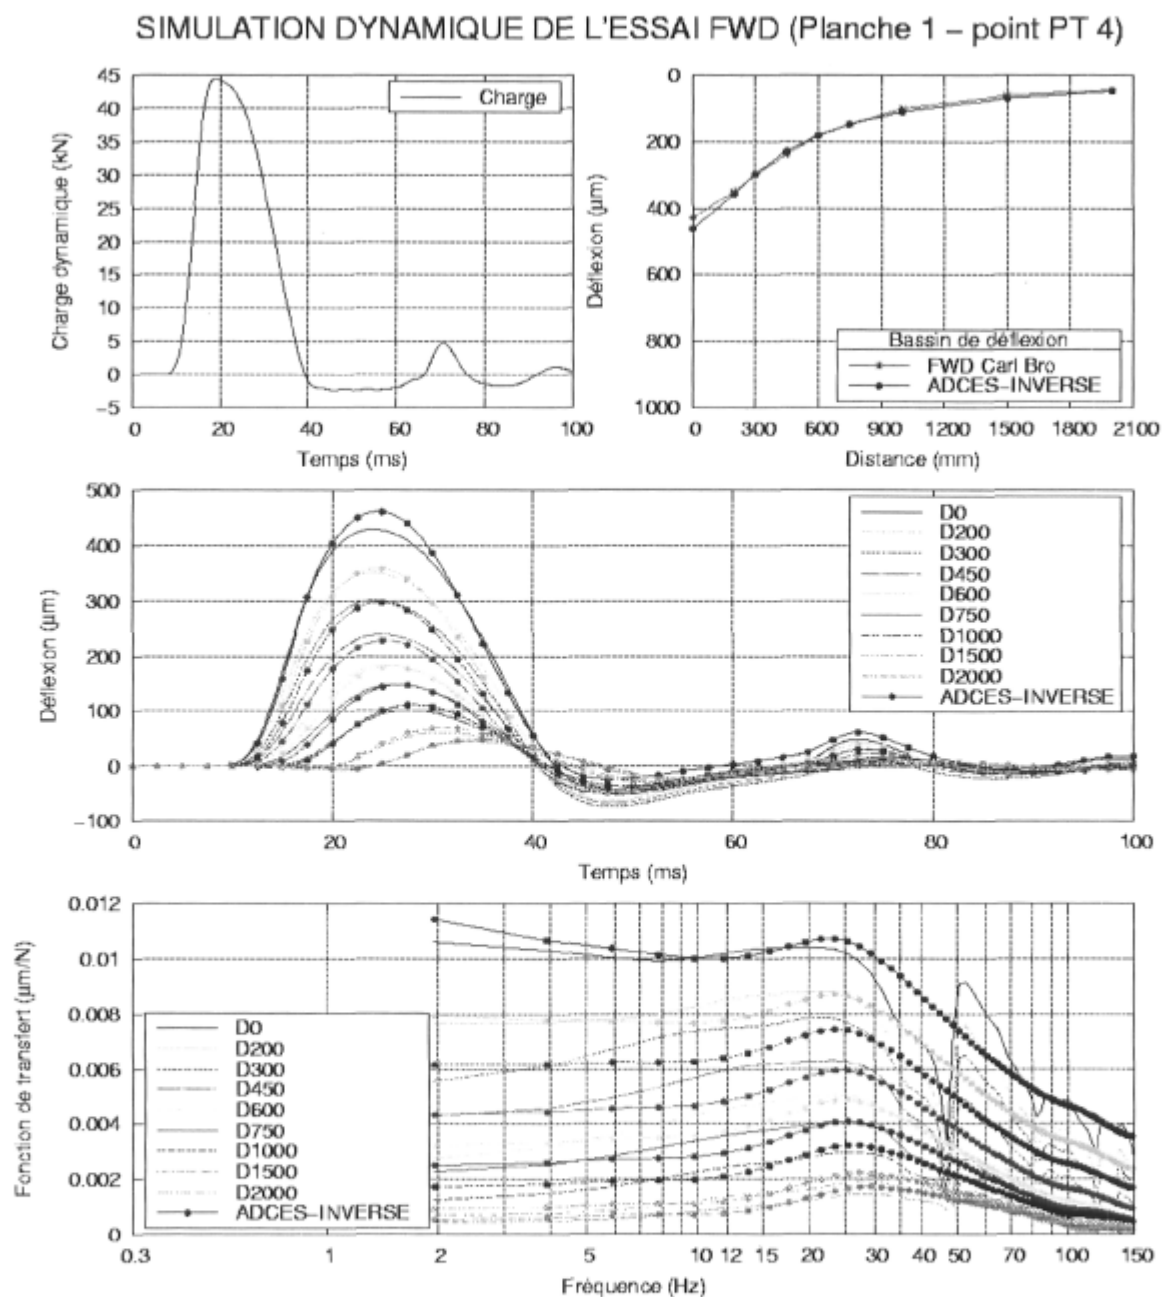 SIMULATION DYNAMIQUE DE L'ESSAI FWD (Planche 1 – point PT 4)
Charge dynamique (kN)
45
40
35
30
25
20
15
10
5
0
−5
Charge
0 20 40 60 80 100
Temps (ms)
Déflexion (μm)
0
200
400
600
800
1000
Bassin de déflexion
FWD Carl Bro
ADCES−INVERSE
0 300 600 900 1200 1500 1800 2100
Distance (mm)
Déflexion (μm)
500
400
300
200
100
0
−100
D0
D200
D300
D450
D600
D750
D1000
D1500
D2000
ADCES−INVERSE
0 20 40 60 80 100
Temps (ms)
Fonction de transfert (μm/N)
0.012
0.01
0.008
0.006
0.004
0.002
0
D0
D200
D300
D450
D600
D750
D1000
D1500
D2000
ADCES−INVERSE
0.3 1 2 5 10 12 15 20 30 40 50 70 100 150
Fréquence (Hz)